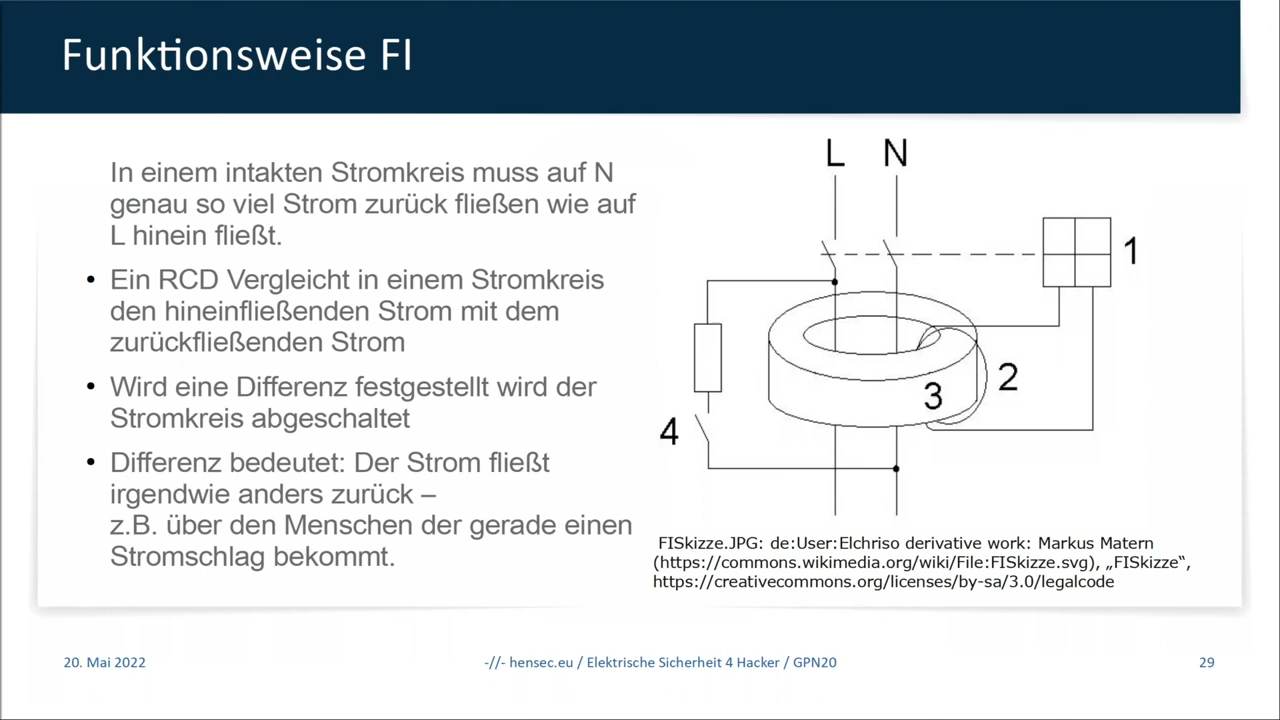 Funktionsweise FI
In einem intakten Stromkreis muss auf N
genau so viel Strom zurück fließen wie auf
L hinein fließt.
• Ein RCD Vergleicht in einem Stromkreis
den hineinfließenden Strom mit dem
zurückfließenden Strom
• Wird eine Differenz festgestellt wird der
Stromkreis abgeschaltet
• Differenz bedeutet: Der Strom fließt
irgendwie anders zurück –
z.B. über den Menschen der gerade einen
Stromschlag bekommt.
L N
1
2
3
4
FISkizze.JPG: de:User:Elchriso derivative work: Markus Matern
(https://commons.wikimedia.org/wiki/File:FISkizze.svg), „FISkizze“,
https://creativecommons.org/licenses/by-sa/3.0/legalcode
20. Mai 2022
-//- hensec.eu / Elektrische Sicherheit 4 Hacker / GPN20
29